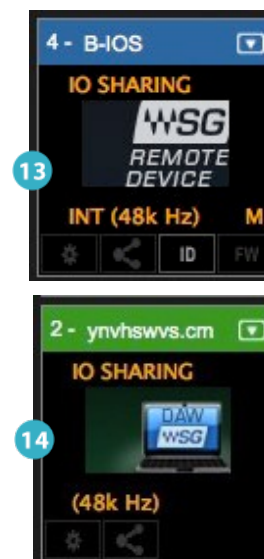 4 - B-IOS
IO SHARING
WSG
REMOTE
DEVICE
13
INT (48k Hz) M
ID FW
2 - ynvhswvs.cm
IO SHARING
DAW
WSG
14
(48k Hz)